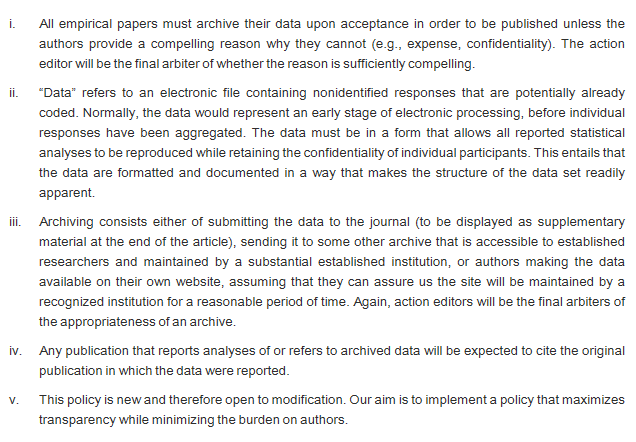 i. All empirical papers must archive their data upon acceptance in order to be published unless the
authors provide a compelling reason why they cannot (e.g., expense, confidentiality). The action
editor will be the final arbiter of whether the reason is sufficiently compelling.
ii. “Data” refers to an electronic file containing nonidentified responses that are potentially already
coded. Normally, the data would represent an early stage of electronic processing, before individual
responses have been aggregated. The data must be in a form that allows all reported statistical
analyses to be reproduced while retaining the confidentiality of individual participants. This entails that
the data are formatted and documented in a way that makes the structure of the data set readily
apparent.
iii. Archiving consists either of submitting the data to the journal (to be displayed as supplementary
material at the end of the article), sending it to some other archive that is accessible to established
researchers and maintained by a substantial established institution, or authors making the data
available on their own website, assuming that they can assure us the site will be maintained by a
recognized institution for a reasonable period of time. Again, action editors will be the final arbiters of
the appropriateness of an archive.
iv. Any publication that reports analyses of or refers to archived data will be expected to cite the original
publication in which the data were reported.
v. This policy is new and therefore open to modification. Our aim is to implement a policy that maximizes
transparency while minimizing the burden on authors.